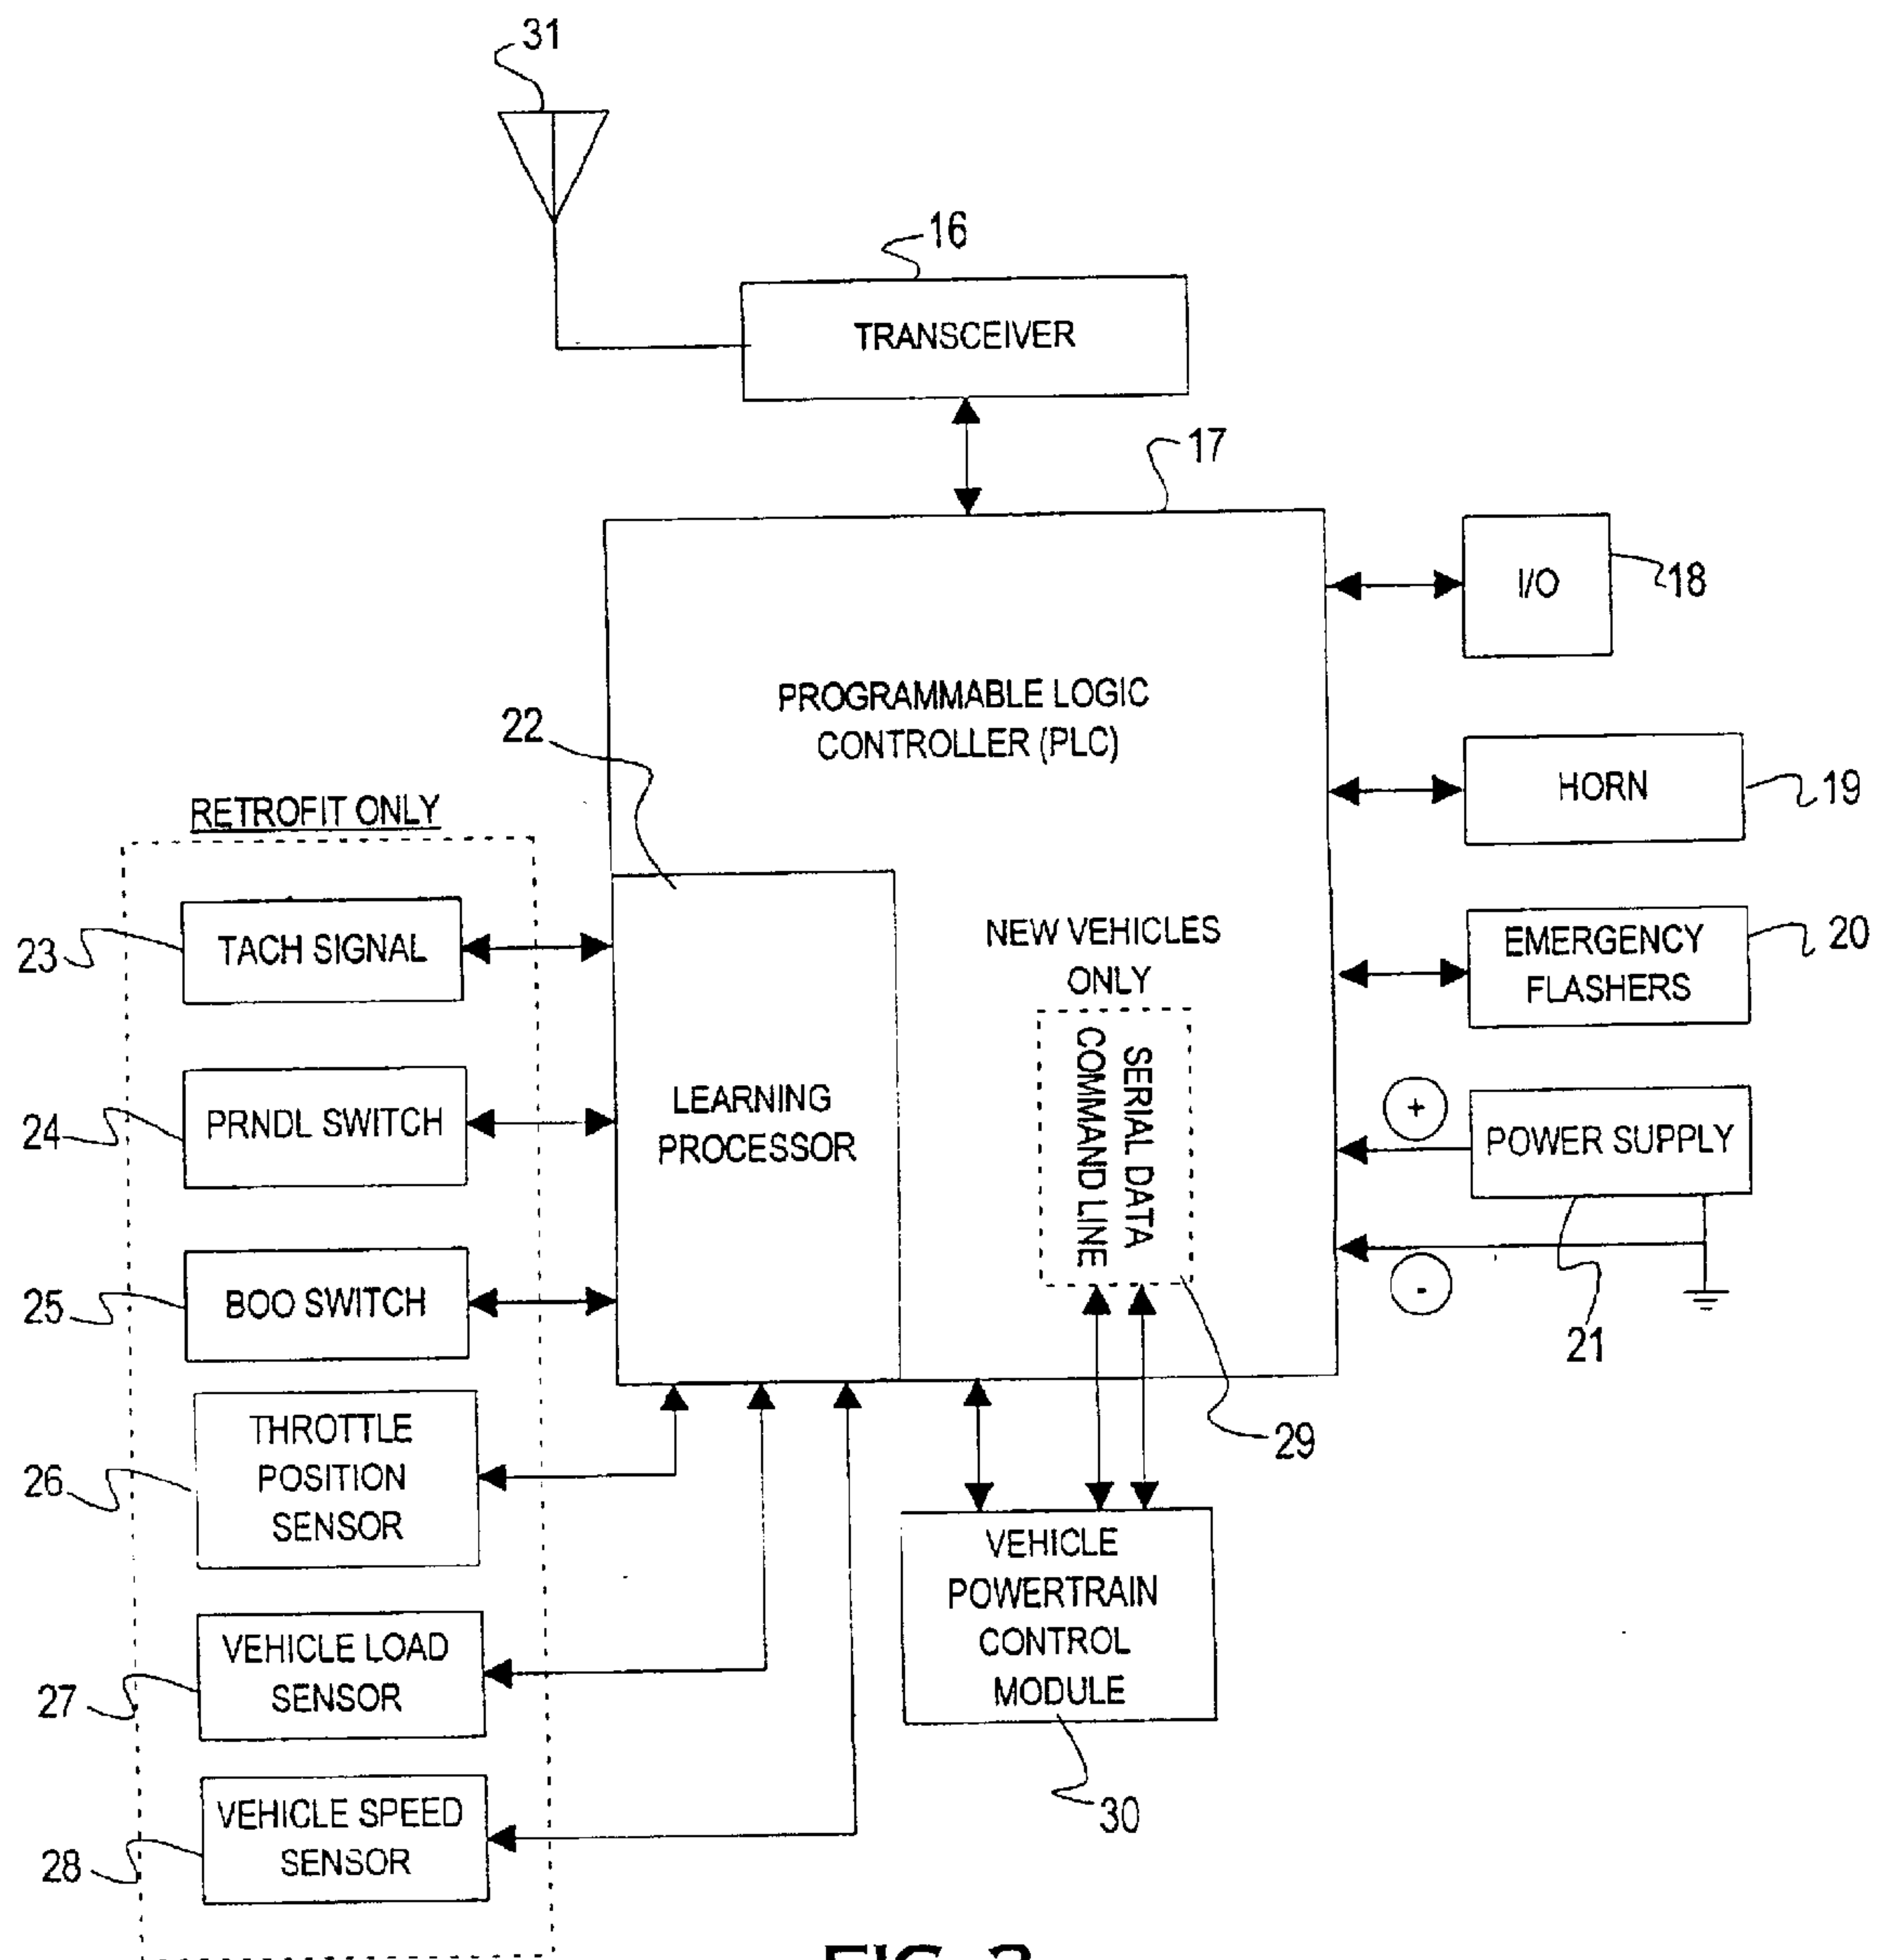 31
16
TRANSCEIVER
17
I/O
18
PROGRAMMABLE LOGIC
CONTROLLER (PLC)
22
HORN
19
RETROFIT ONLY
TACH SIGNAL
23
NEW VEHICLES
ONLY
EMERGENCY
FLASHERS
20
PRNDL SWITCH
24
LEARNING
PROCESSOR
SERIAL DATA
COMMAND LINE
+
POWER SUPPLY
-
21
BOO SWITCH
25
THROTTLE
POSITION
SENSOR
26
29
VEHICLE
POWERTRAIN
CONTROL
MODULE
30
VEHICLE LOAD
SENSOR
27
VEHICLE SPEED
SENSOR
28
FIG.